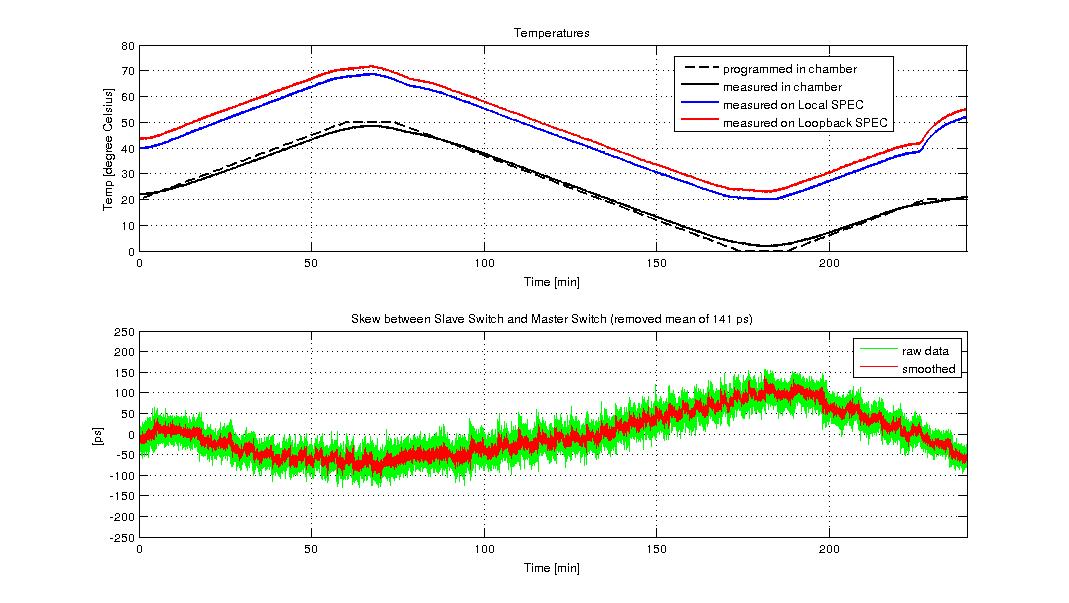 Temperatures
80
70
60
50
40
30
20
10
0
Temp [degree Celsius]
programmed in chamber
measured in chamber
measured on Local SPEC
measured on Loopback SPEC
0 50 100 150 200
Time [min]
Skew between Slave Switch and Master Switch (removed mean of 141 ps)
250
200
150
100
50
0
-50
-100
-150
-200
-250
[ps]
raw data
smoothed
0 50 100 150 200
Time [min]